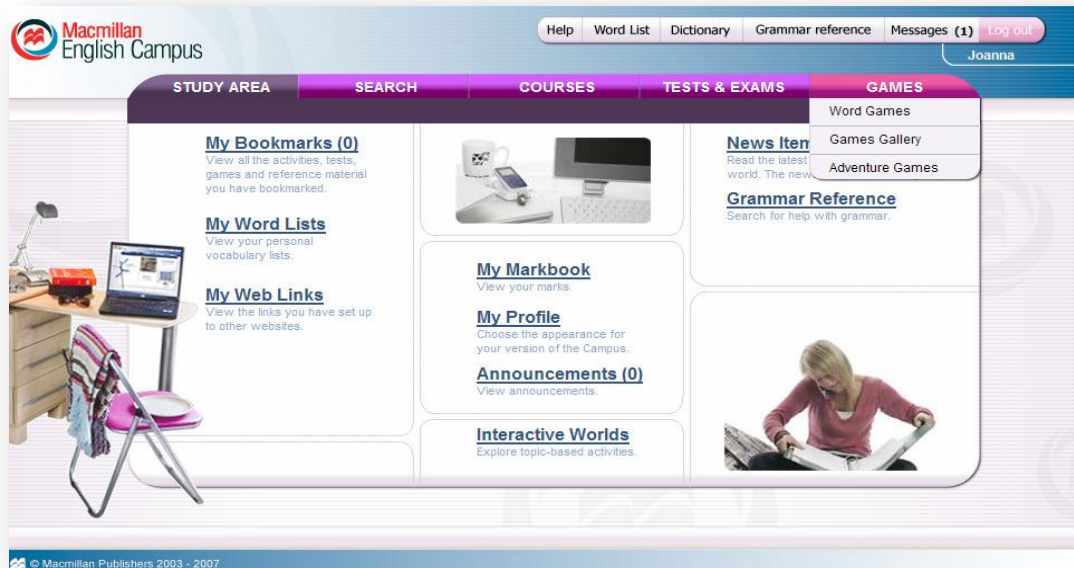 Macmillan
English Campus
Help Word List Dictionary Grammar reference Messages (1) Log out
Joanna
STUDY AREA SEARCH COURSES TESTS & EXAMS GAMES
Word Games
Games Gallery
Adventure Games
My Bookmarks (0)
View all the activities, tests,
games and reference material
you have bookmarked.
My Word Lists
View your personal
vocabulary lists.
My Web Links
View the links you have set up
to other websites.
My Markbook
View your marks.
My Profile
Choose the appearance for
your version of the Campus.
Announcements (0)
View announcements.
Interactive Worlds
Explore topic-based activities.
News Item
Read the latest
world. The new
Grammar Reference
Search for help with grammar.
© Macmillan Publishers 2003 - 2007